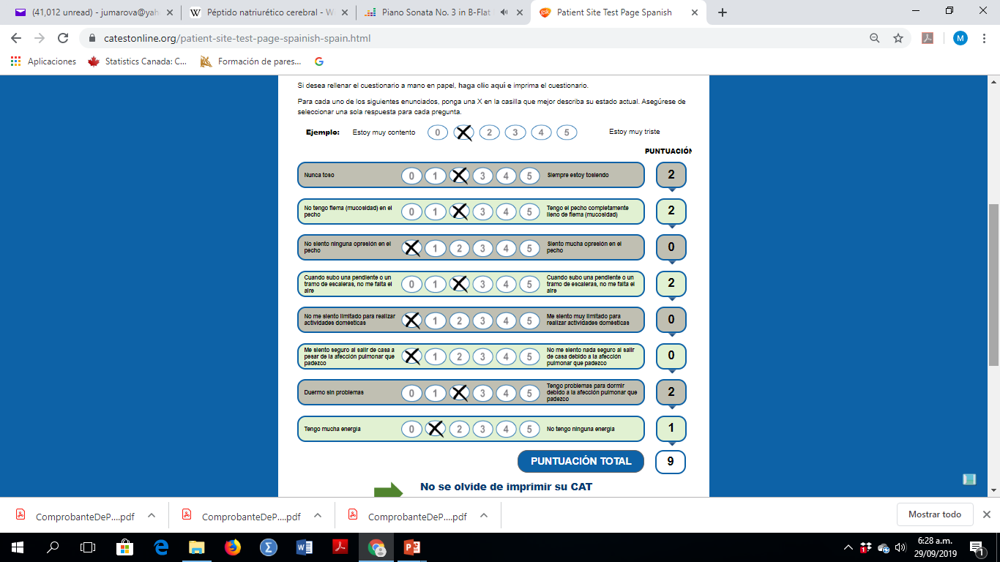 (41,012 unread) - jumarova@yah
Péptido natriurético cerebral - W
Piano Sonata No. 3 in B-Flat
Patient Site Test Page Spanish
catestonline.org/patient-site-test-page-spainish-spain.html
M
Aplicaciones
Statistics Canada: C...
Formación de pares...
Si desea rellenar el cuestionario a mano en papel, haga clic aquí e imprima el cuestionario.
Para cada uno de los siguientes enunciados, ponga una X en la casilla que mejor describa su estado actual. Asegúrese de
seleccionar una sola respuesta para cada pregunta.
Ejemplo: Estoy muy contento 0 X 2 3 4 5 Estoy muy triste
PUNTUACIÓN
Nunca toso 0 1 X 3 4 5 Siempre estoy tosiendo 2
No tengo flema (mucosidad) en el
pecho
0 1 X 3 4 5
Tengo el pecho completamente
lleno de flema (mucosidad)
2
No siento ninguna opresión en el
pecho
X 1 2 3 4 5
Siento mucha opresión en el
pecho
0
Cuando subo una pendiente o un
tramo de escaleras, no me falta el
aire
0 1 X 3 4 5
Cuando subo una pendiente o un
tramo de escaleras, no me falta el
aire
2
No me siento limitado para realizar
actividades domésticas
X 1 2 3 4 5
Me siento muy limitado para
realizar actividades domésticas
0
Me siento seguro al salir de casa a
pesar de la afección pulmonar que
padezco
X 1 2 3 4 5
No me siento nada seguro al salir
de casa debido a la afección
pulmonar que padezco
0
Duermo sin problemas
0 1 X 3 4 5
Tengo problemas para dormir
debido a la afección pulmonar que
padezco
2
Tengo mucha energía 0 X 2 3 4 5 No tengo ninguna energía 1
PUNTUACIÓN TOTAL 9
No se olvide de imprimir su CAT
ComprobanteDeP....pdf
ComprobanteDeP....pdf
ComprobanteDeP....pdf
Mostrar todo
6:28 a.m.
29/09/2019